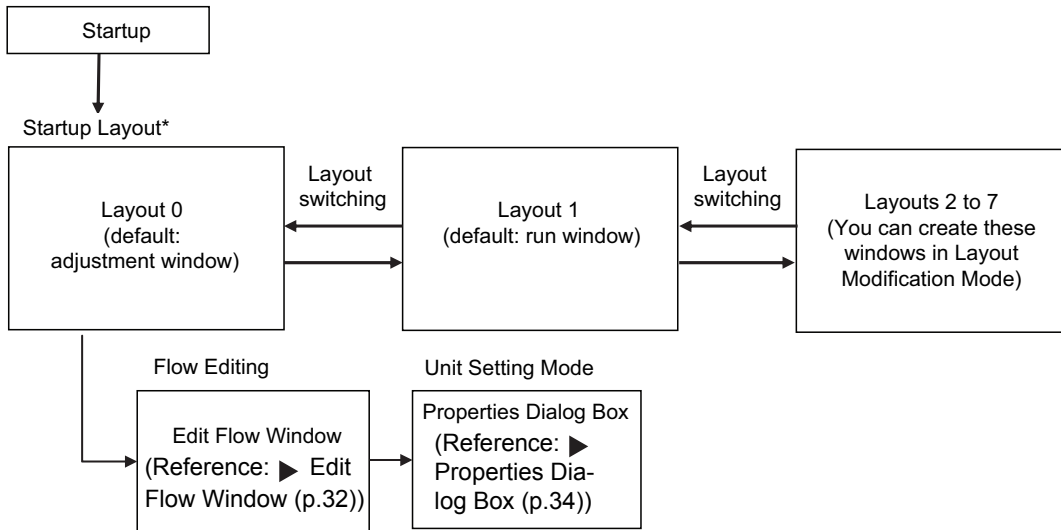 Startup
Startup Layout*
Layout 0
(default:
adjustment window)
Layout
switching
Layout 1
(default: run window)
Layout
switching
Layouts 2 to 7
(You can create these
windows in Layout
Modification Mode)
Flow Editing
Edit Flow Window
(Reference: ▶ Edit
Flow Window (p.32))
Unit Setting Mode
Properties Dialog Box
(Reference: ▶
Properties Dia-
log Box (p.34))